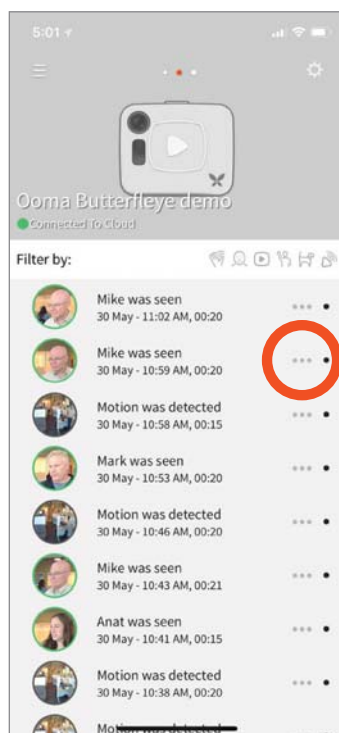 5:01
Ooma Butterfleye demo
Connected To Cloud
Filter by:
Mike was seen
30 May - 11:02 AM, 00:20
Mike was seen
30 May - 10:59 AM, 00:20
Motion was detected
30 May - 10:58 AM, 00:15
Mark was seen
30 May - 10:53 AM, 00:20
Motion was detected
30 May - 10:46 AM, 00:20
Mike was seen
30 May - 10:43 AM, 00:21
Anat was seen
30 May - 10:41 AM, 00:15
Motion was detected
30 May - 10:38 AM, 00:20
Motion was detected